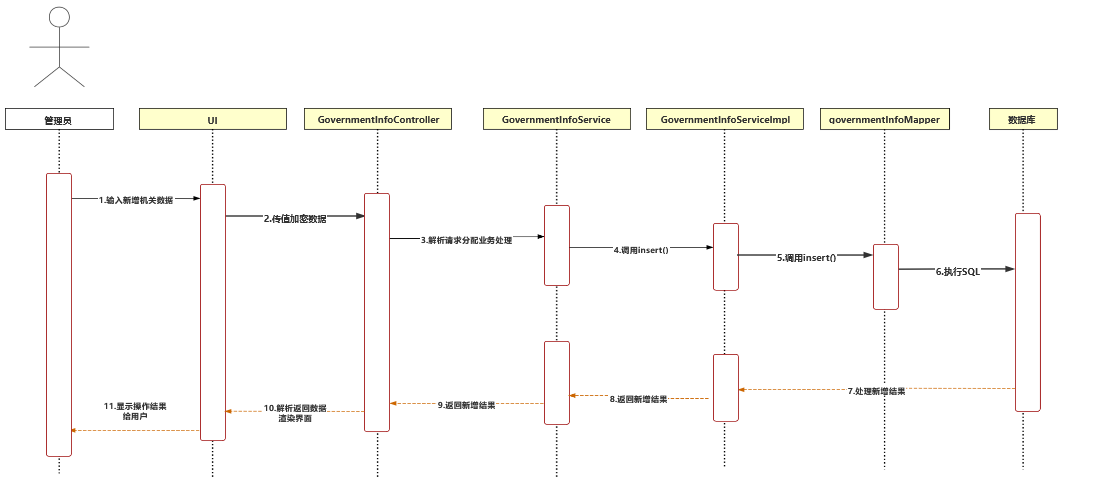 管理员
UI
GovernmentInfoController
GovernmentInfoService
GovernmentInfoServiceImpl
governmentInfoMapper
数据库
1.输入新增机关数据
2.传值加密数据
3.解析请求分配业务处理
4.调用insert()
5.调用insert()
6.执行SQL
7.处理新增结果
8.返回新增结果
9.返回新增结果
10.解析返回数据
渲染界面
11.显示操作结果
给用户